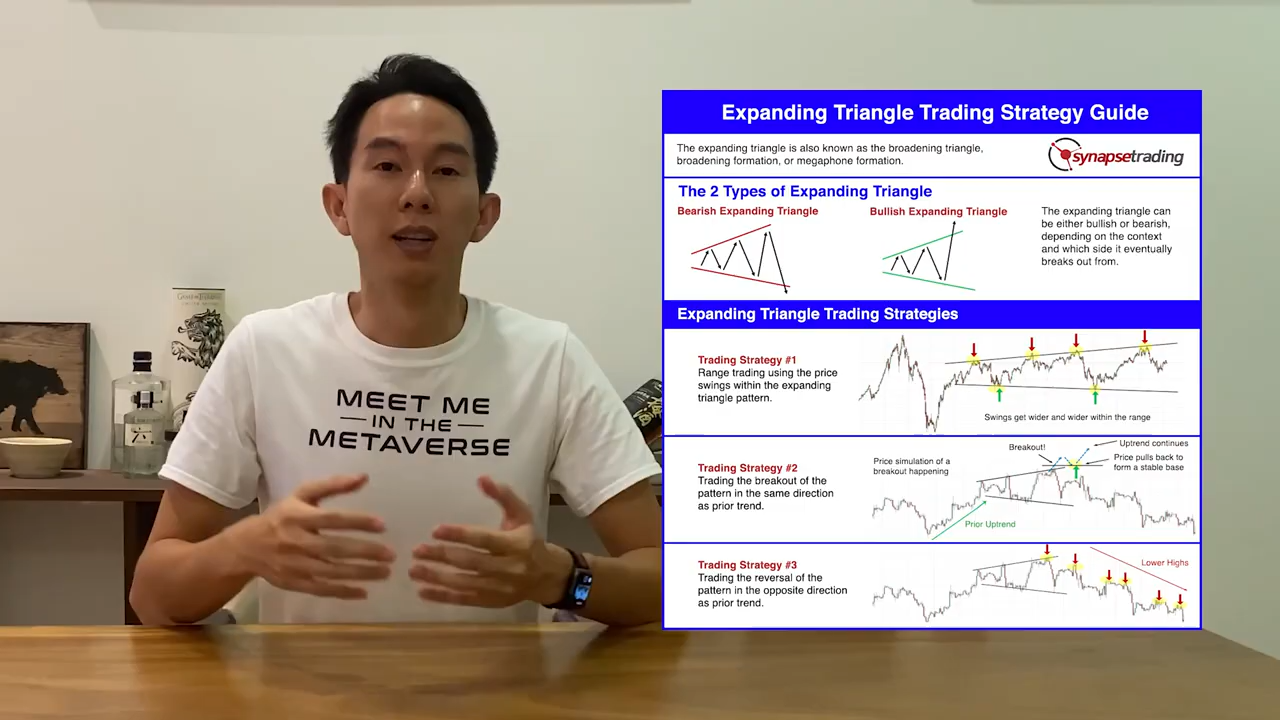 GAME OF THRONES
MEET ME
IN THE
METAVERSE
六
Expanding Triangle Trading Strategy Guide
The expanding triangle is also known as the broadening triangle,
broadening formation, or megaphone formation.
synapsetrading
The 2 Types of Expanding Triangle
Bearish Expanding Triangle
Bullish Expanding Triangle
The expanding triangle can
be either bullish or bearish,
depending on the context
and which side it eventually
breaks out from.
Expanding Triangle Trading Strategies
Trading Strategy #1
Range trading using the price
swings within the expanding
triangle pattern.
Swings get wider and wider within the range
Trading Strategy #2
Trading the breakout of the
pattern in the same direction
as prior trend.
Price simulation of a
breakout happening
Breakout!
Uptrend continues
Price pulls back to
form a stable base
Prior Uptrend
Trading Strategy #3
Trading the reversal of the
pattern in the opposite direction
as prior trend.
Lower Highs